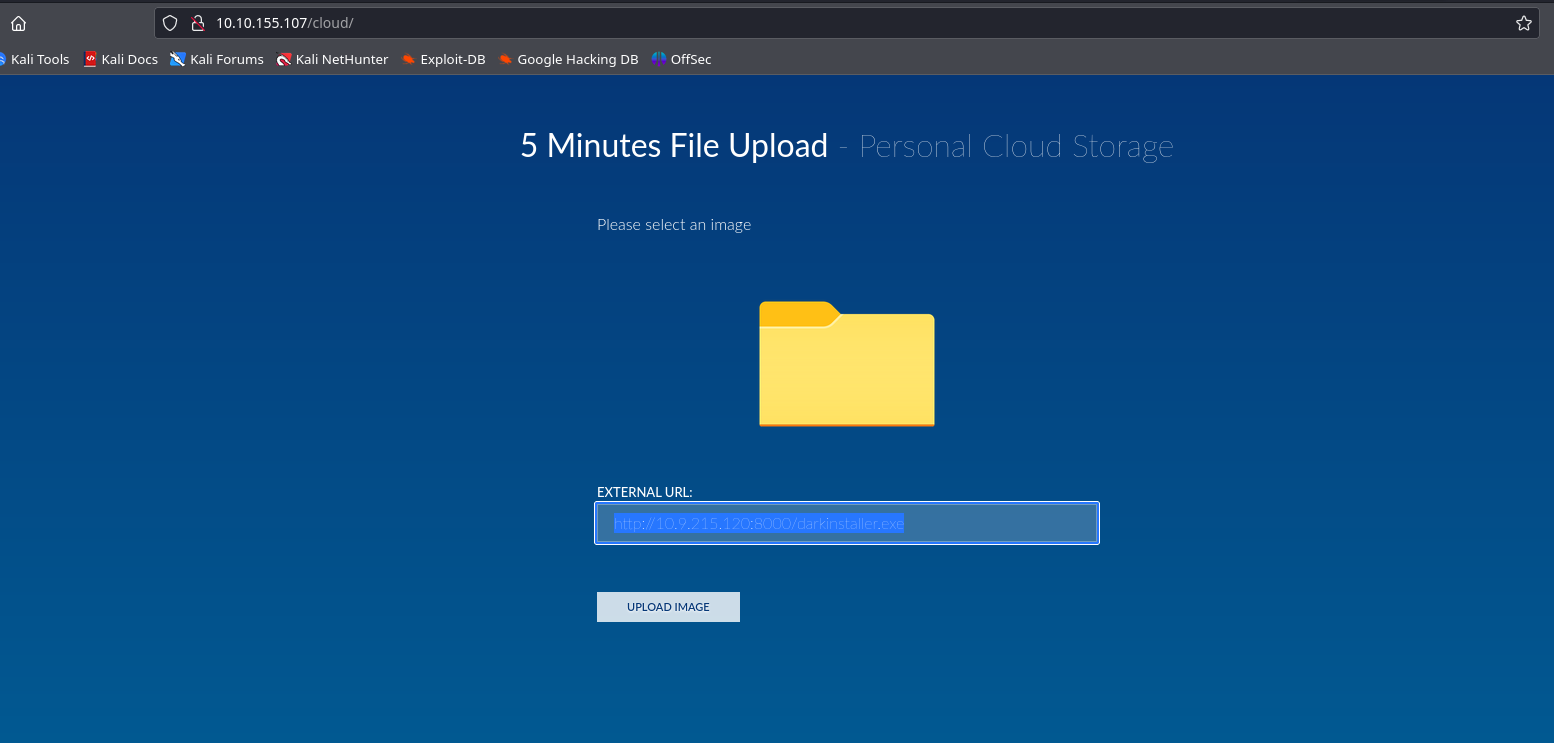 10.10.155.107/cloud/
Kali Tools Kali Docs Kali Forums Kali NetHunter Exploit-DB Google Hacking DB OffSec
5 Minutes File Upload - Personal Cloud Storage
Please select an image
EXTERNAL URL:
http://10.9.215.120:8000/darkinstaller.exe
UPLOAD IMAGE